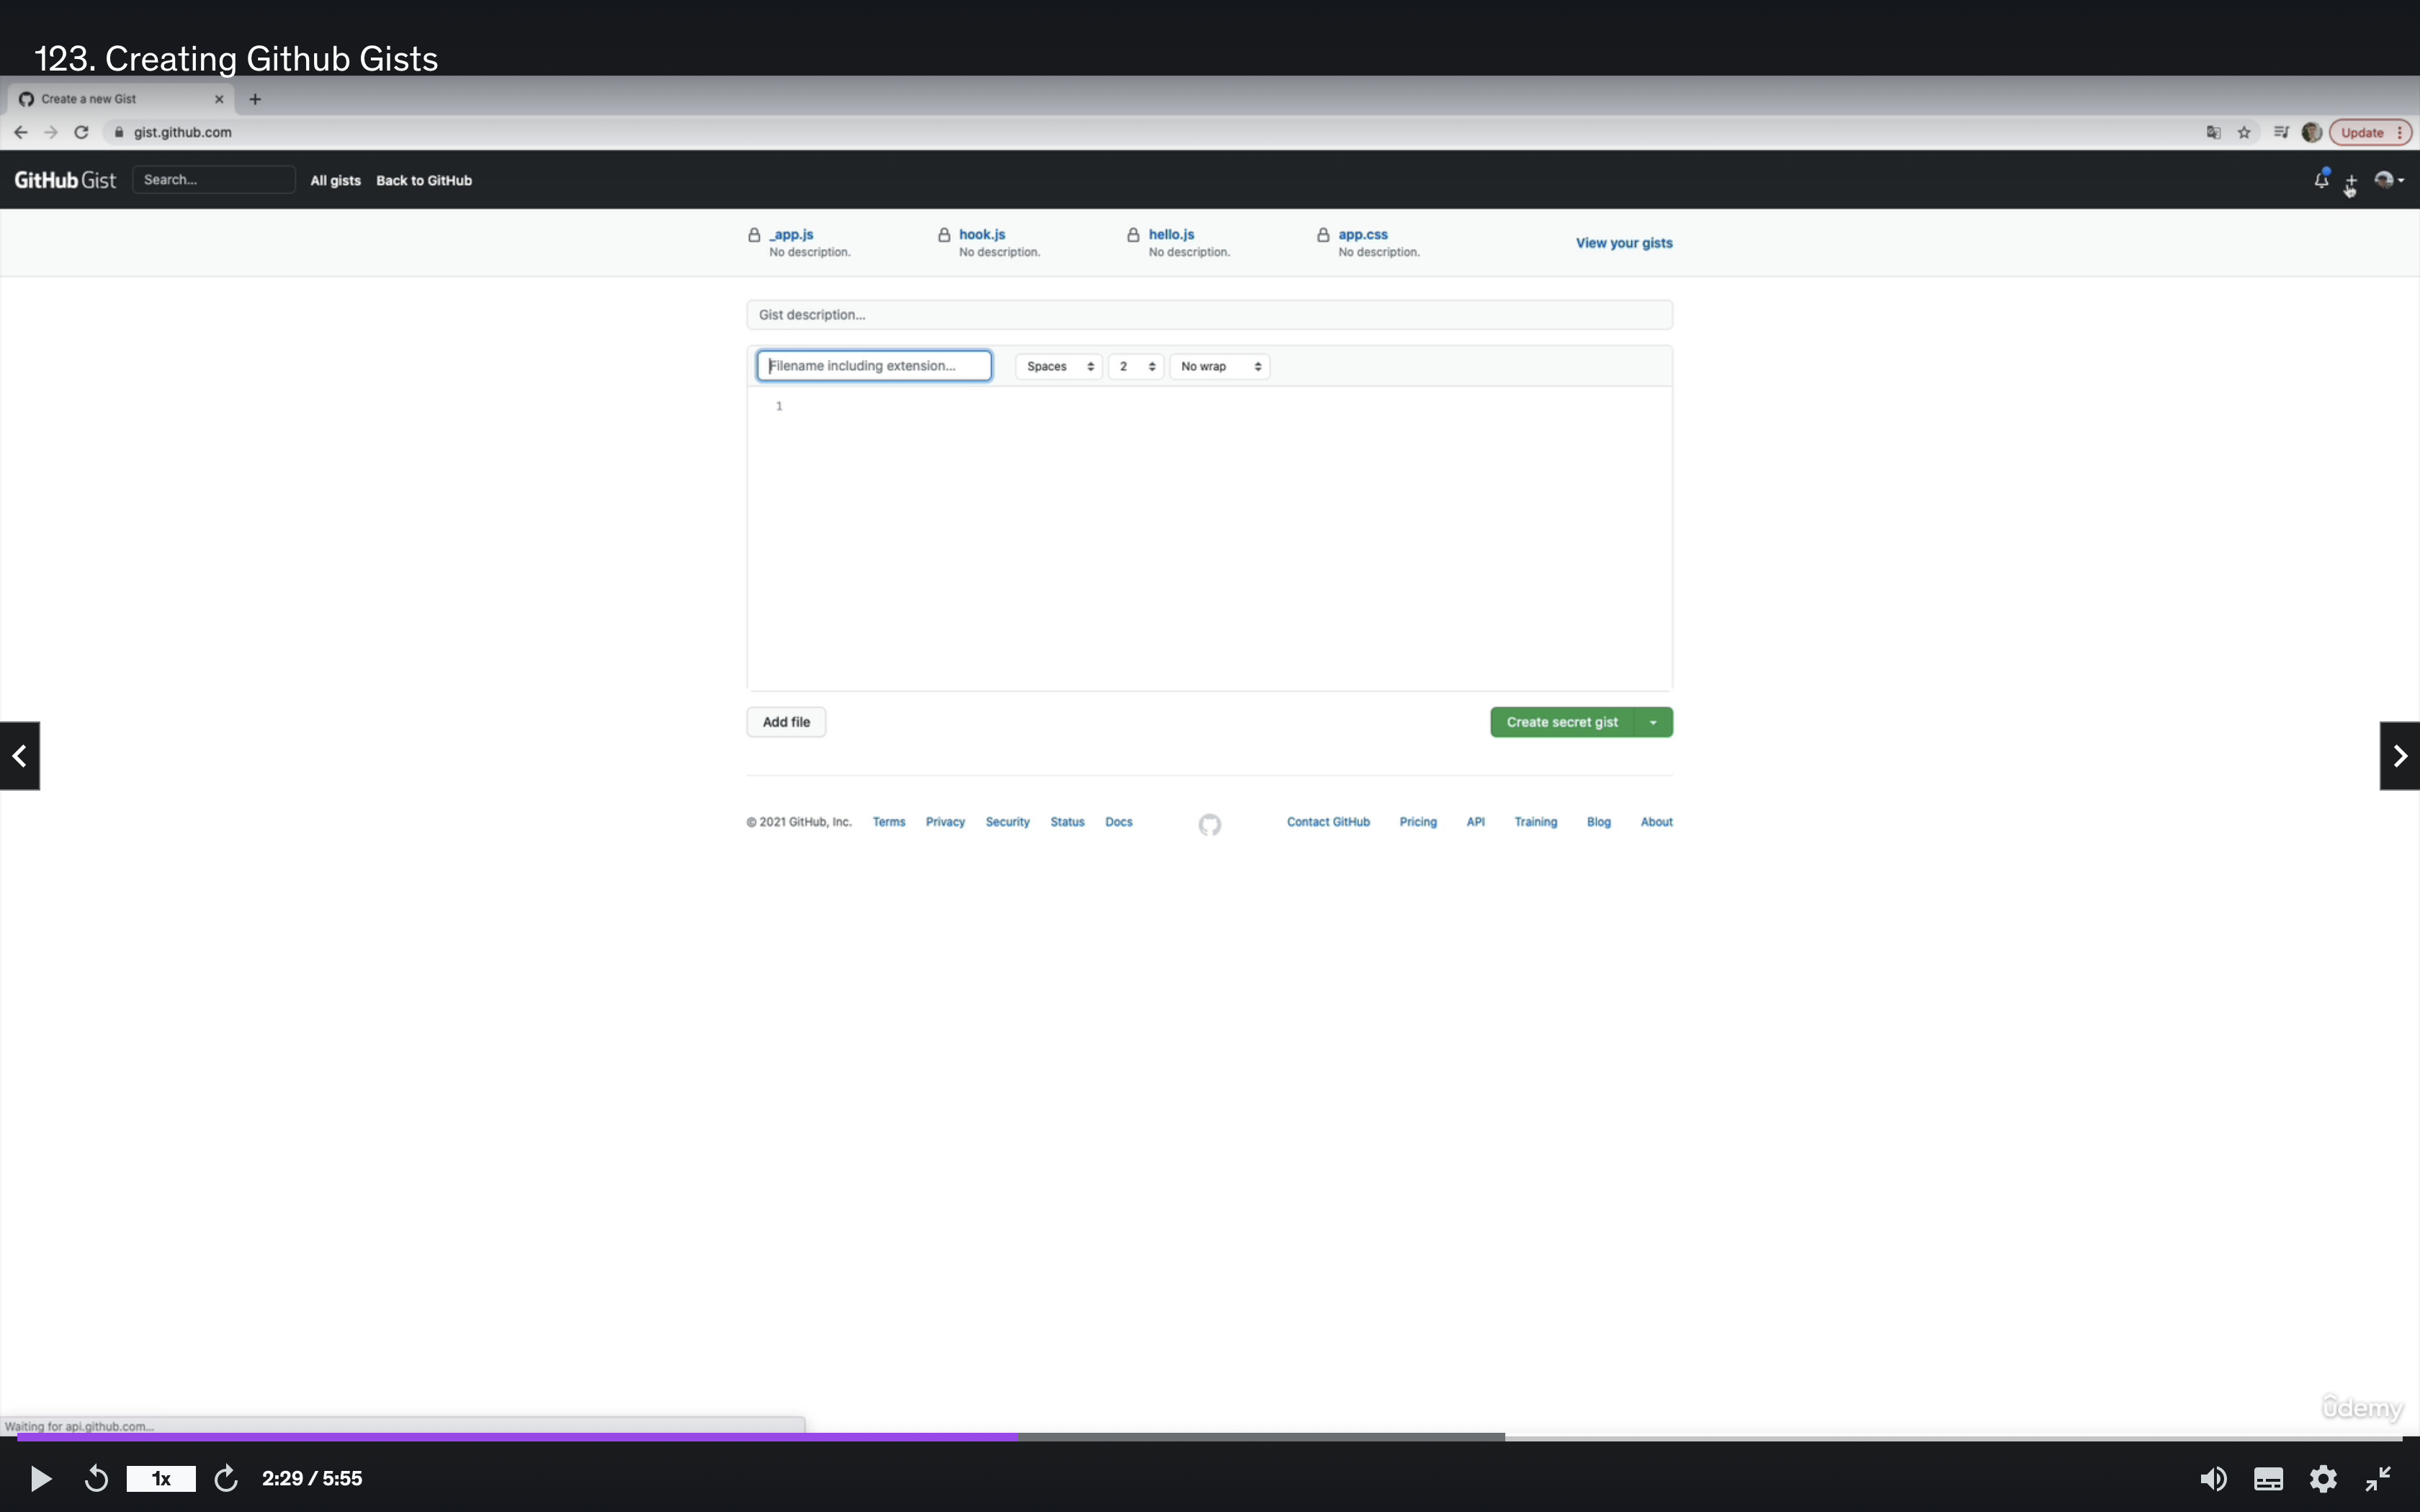 123. Creating Github Gists
Create a new Gist
gist.github.com
Update
GitHub Gist Search... All gists Back to GitHub
_app.js hook.js hello.js app.css
No description. No description. No description. No description.
View your gists
Gist description...
Filename including extension... Spaces 2 No wrap
1
Add file Create secret gist
© 2021 GitHub, Inc. Terms Privacy Security Status Docs Contact GitHub Pricing API Training Blog About
ûdemy
Waiting for api.github.com...
1x 2:29 / 5:55